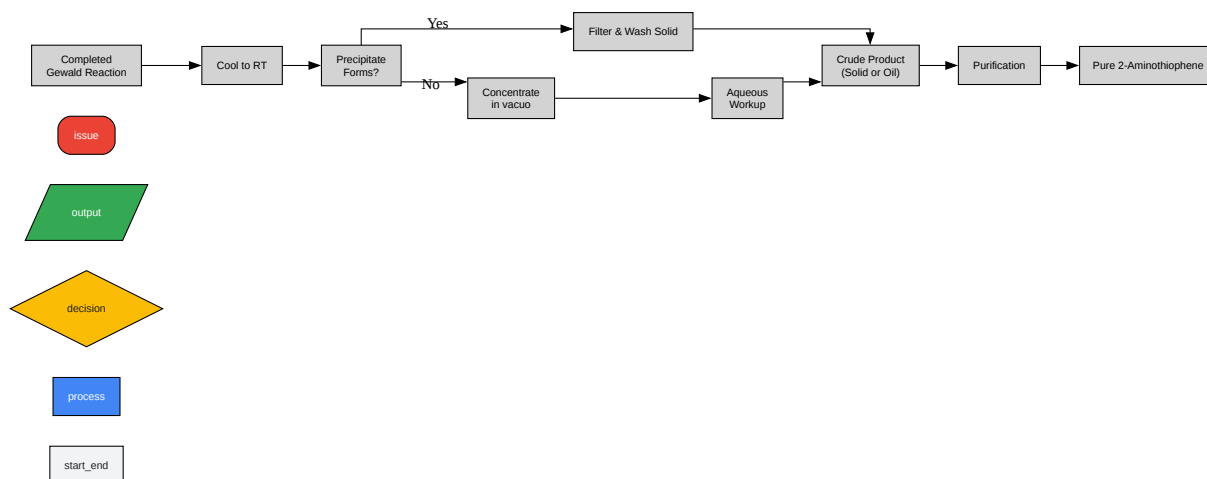 Completed
Gewald Reaction
Cool to RT
Precipitate
Forms?
Yes
No
Filter & Wash Solid
Concentrate
in vacuo
Aqueous
Workup
Crude Product
(Solid or Oil)
Purification
Pure 2-Aminothiophene
issue
output
decision
process
start_end